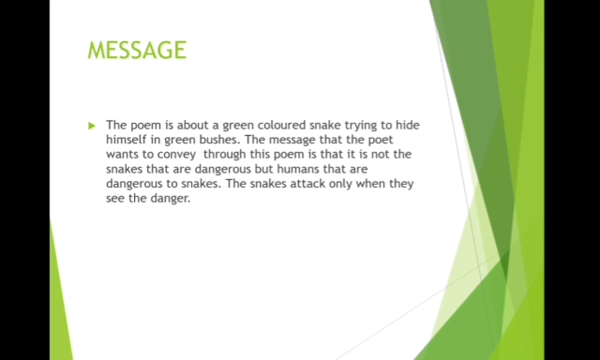 MESSAGE
The poem is about a green coloured snake trying to hide
himself in green bushes. The message that the poet
wants to convey through this poem is that it is not the
snakes that are dangerous but humans that are
dangerous to snakes. The snakes attack only when they
see the danger.